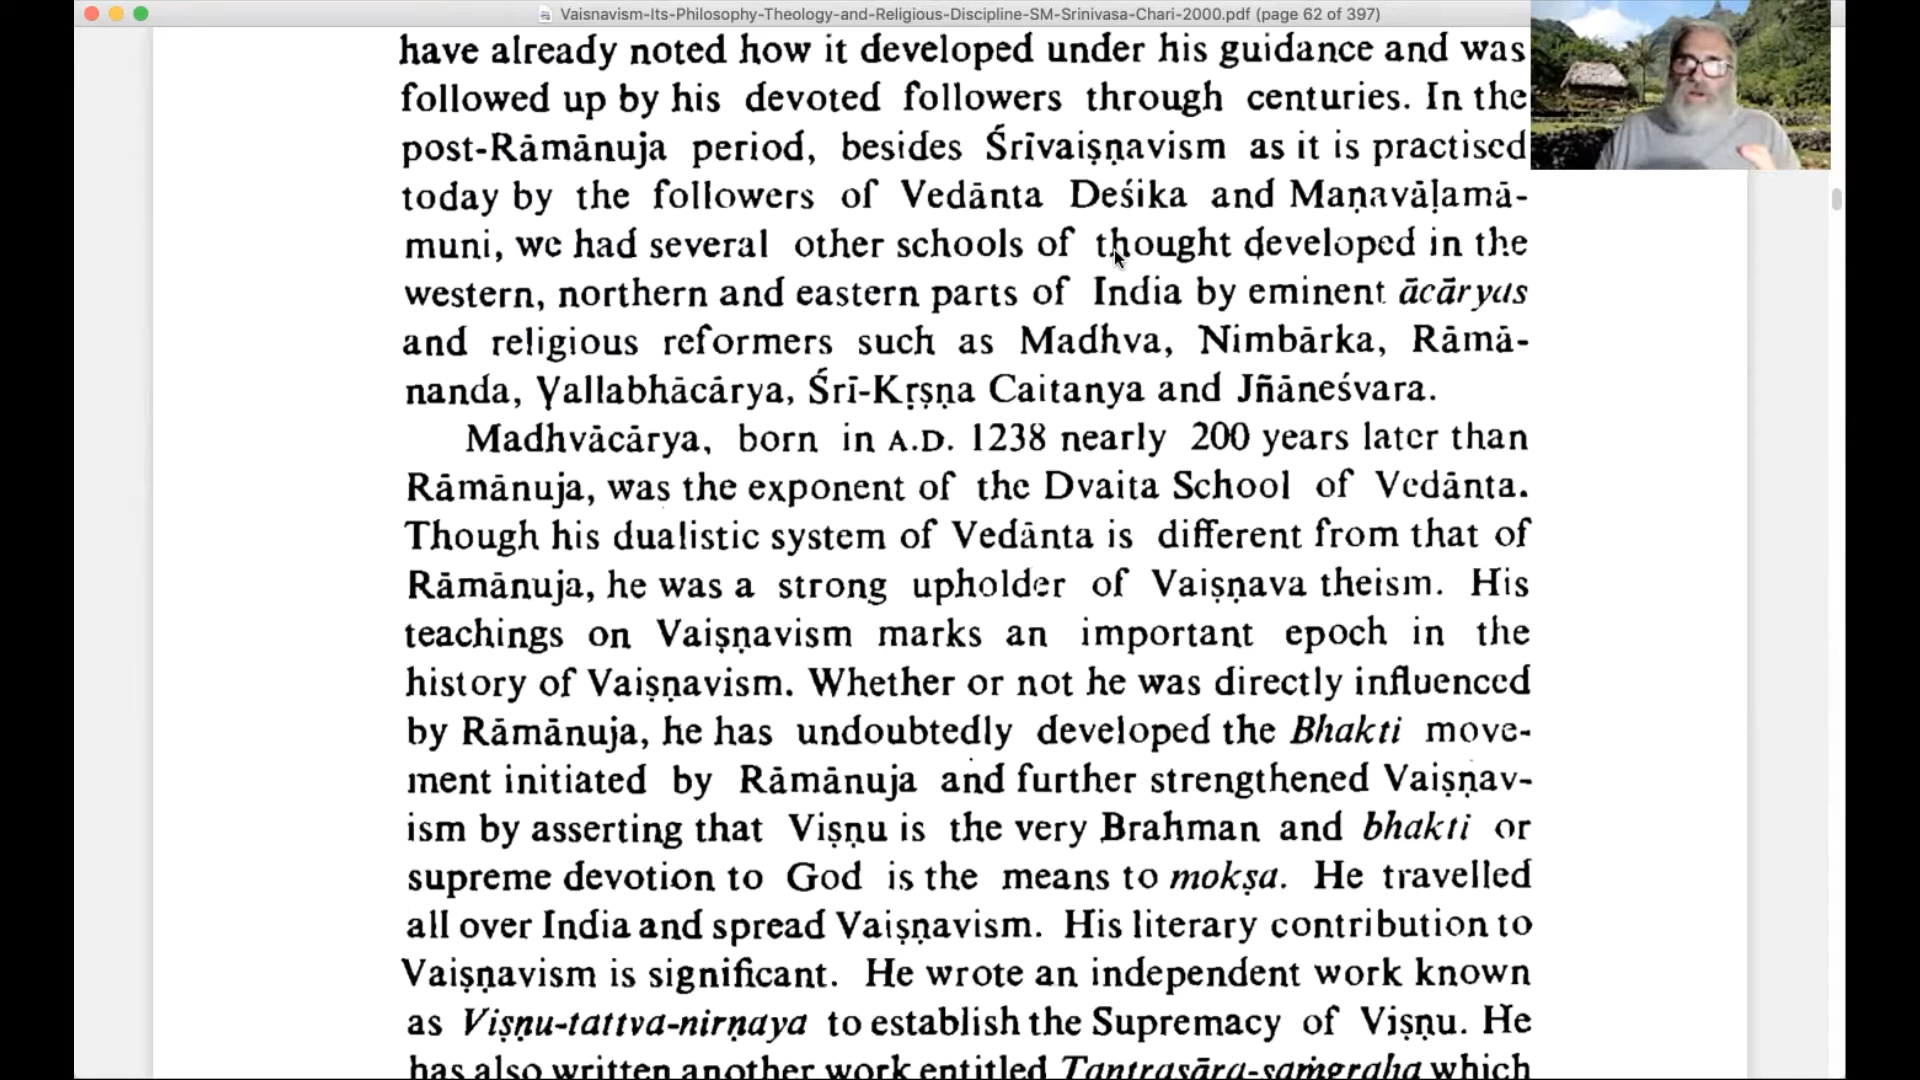 Vaisnavism-Its-Philosophy-Theology-and-Religious-Discipline-SM-Srinivasa-Chari-2000.pdf (page 62 of 397)
have already noted how it developed under his guidance and was
followed up by his devoted followers through centuries. In the
post-Rāmānuja period, besides Śrīvaiṣṇavism as it is practised
today by the followers of Vedānta Deśika and Maṇavāḷamā-
muni, we had several other schools of thought developed in the
western, northern and eastern parts of India by eminent ācāryas
and religious reformers such as Madhva, Nimbārka, Rāmā-
nanda, Vallabhācārya, Śrī-Kṛṣṇa Caitanya and Jñāneśvara.
Madhvācārya, born in A.D. 1238 nearly 200 years later than
Rāmānuja, was the exponent of the Dvaita School of Vedānta.
Though his dualistic system of Vedānta is different from that of
Rāmānuja, he was a strong upholder of Vaiṣṇava theism. His
teachings on Vaiṣṇavism marks an important epoch in the
history of Vaiṣṇavism. Whether or not he was directly influenced
by Rāmānuja, he has undoubtedly developed the Bhakti move-
ment initiated by Rāmānuja and further strengthened Vaiṣṇav-
ism by asserting that Viṣṇu is the very Brahman and bhakti or
supreme devotion to God is the means to mokṣa. He travelled
all over India and spread Vaiṣṇavism. His literary contribution to
Vaiṣṇavism is significant. He wrote an independent work known
as Viṣṇu-tattva-nirṇaya to establish the Supremacy of Viṣṇu. He
has also written another work entitled Tantrasāra-saṁgraha which